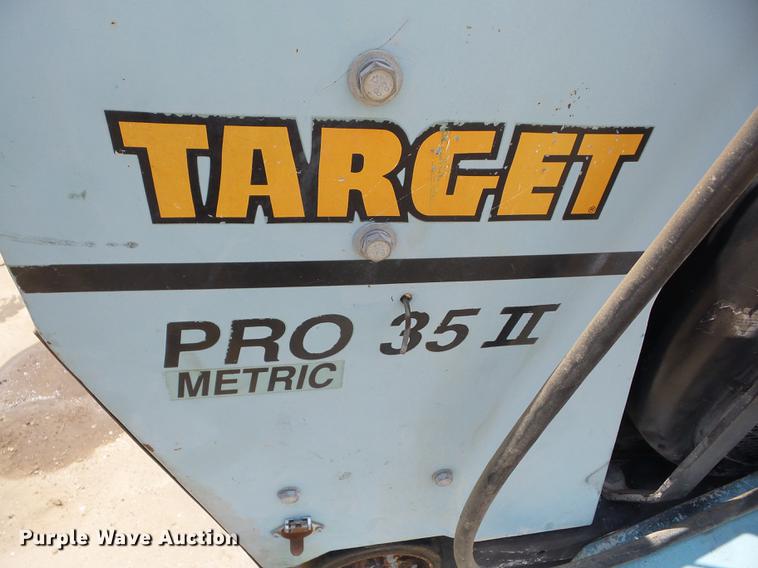 TARGET
PRO 35 II
METRIC
Purple Wave Auction